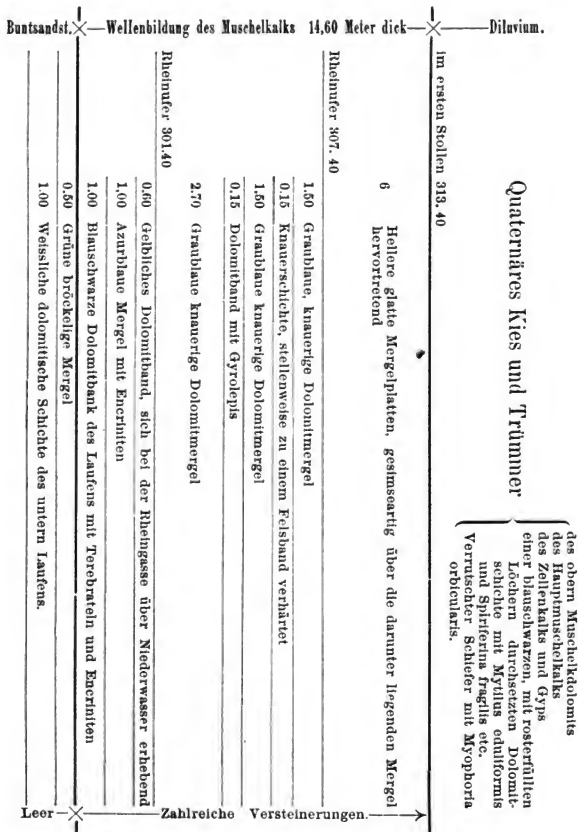 Buntsandst.—Wellenbildung des Muschelkalks 14,60 Meter dick—Diluvium.
Quaternäres Kies und Trümmer
des obern Muschelkdolomits
des Hauptmuschelkalks
des Zellenkalks und Gyps
einer blauschwarzen, mit rosterfüllten
Löchern durchsetzten Dolomit-
schichte mit Mytilus eduliformis
und Spiriferina fragilis etc.
Verrutschter Schiefer mit Myophoria
orbicularis.
im ersten Stollen 313.40
6 Hellere glatte Mergelplatten, gesimseartig über die darunter liegenden Mergel
hervortretend
Rheinufer 307.40
1.50 Graublaue, knauerige Dolomitmergel
0.15 Knauerschichte, stellenweise zu einem Felsband verhärtet
1.50 Graublaue knauerige Dolomitmergel
0.15 Dolomitband mit Gyrolepis
2.70 Graublaue knauerige Dolomitmergel
Rheinufer 301.40
0.60 Gelbliches Dolomitband, sich bei der Rheingasse über Niederwasser erhebend
1,00 Azurblaue Mergel mit Encriniten
1.00 Blauschwarze Dolomitbank des Laufens mit Terebrateln und Encriniten
0.50 Grüne bröckelige Mergel
1.00 Weissliche dolomitische Schichte des untern Laufens.
Leer—Zahlreiche Versteinerungen.